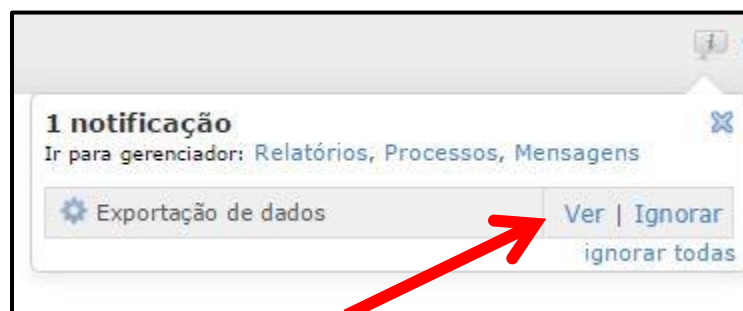 1 notificação
Ir para gerenciador: Relatórios, Processos, Mensagens
Exportação de dados Ver | Ignorar
ignorar todas